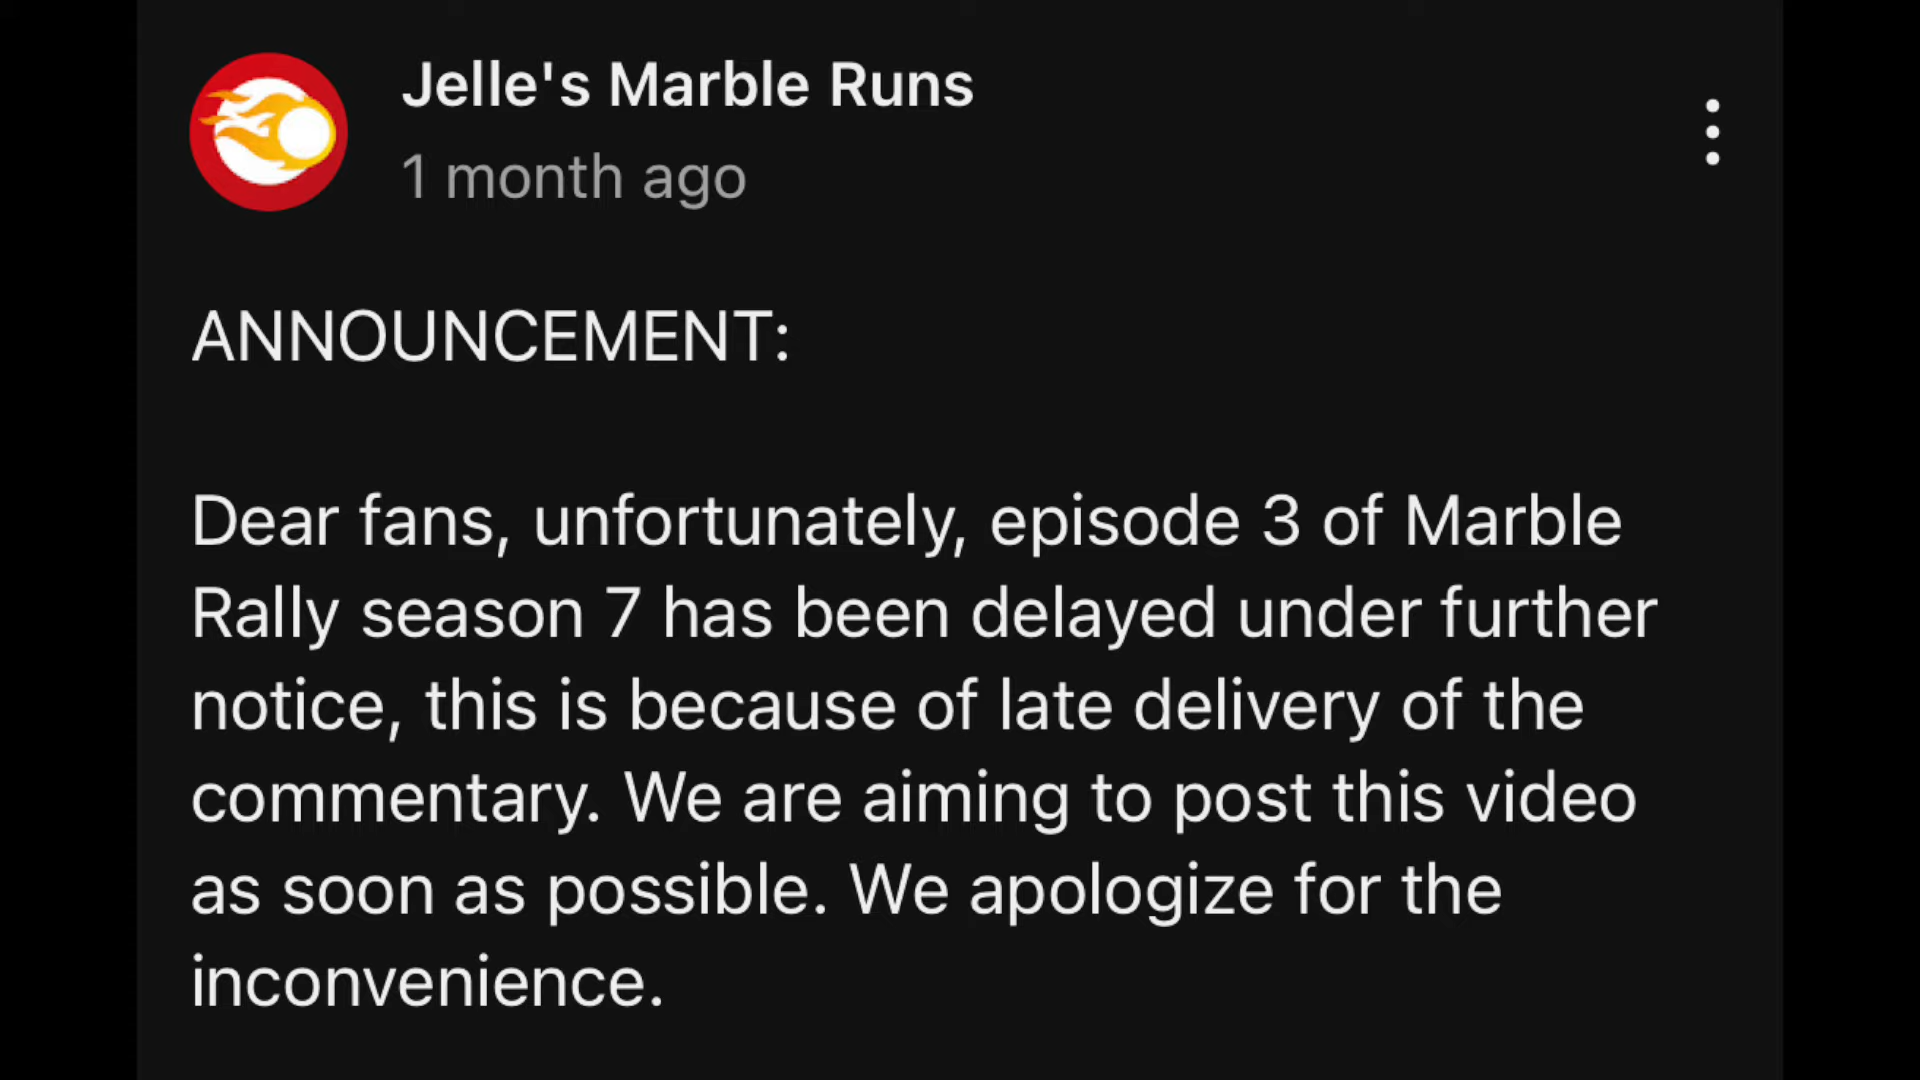 Jelle's Marble Runs
1 month ago
ANNOUNCEMENT:
Dear fans, unfortunately, episode 3 of Marble
Rally season 7 has been delayed under further
notice, this is because of late delivery of the
commentary. We are aiming to post this video
as soon as possible. We apologize for the
inconvenience.